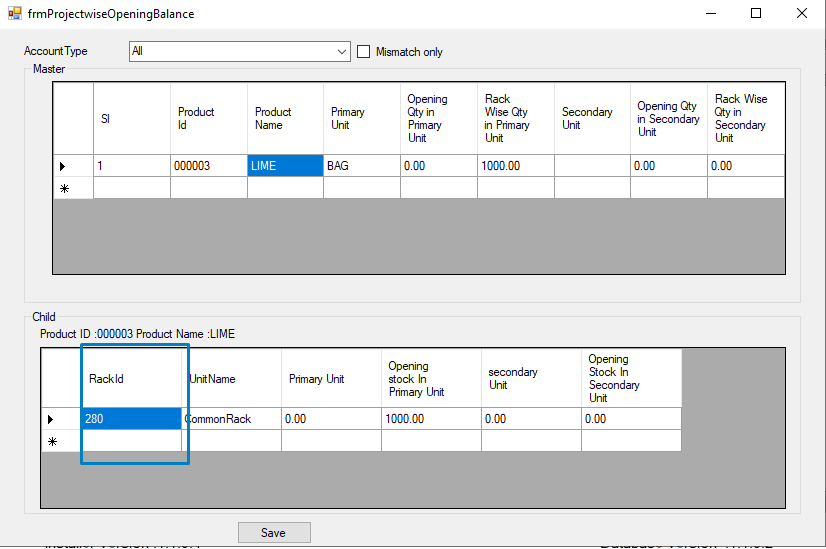 frmProjectwiseOpeningBalance
AccountType All Mismatch only
Master
Sl Product Id Product Name Primary Unit Opening Qty in Primary Unit Rack Wise Qty in Primary Unit Secondary Unit Opening Qty in Secondary Unit Rack Wise Qty in Secondary Unit
1 000003 LIME BAG 0.00 1000.00 0.00 0.00
Child
Product ID :000003 Product Name :LIME
RackId UnitName Primary Unit Opening stock In Primary Unit secondary Unit Opening Stock In Secondary Unit
280 CommonRack 0.00 1000.00 0.00 0.00
Save